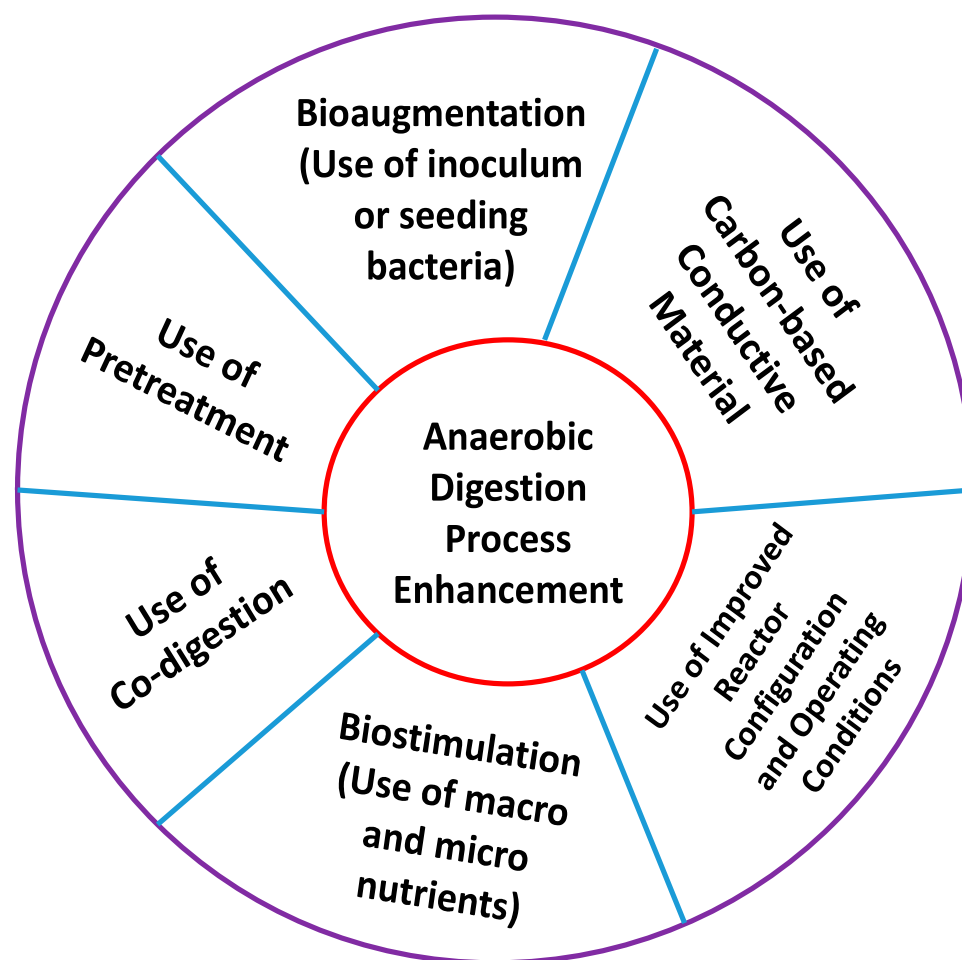 Bioaugmentation
(Use of inoculum
or seeding
bacteria)
Use of
Carbon-based
Conductive
Material
Use of
Pretreatment
Anaerobic
Digestion
Process
Enhancement
Use of Improved
Reactor
Configuration
and Operating
Conditions
Use of
Co-digestion
Biostimulation
(Use of macro
and micro
nutrients)